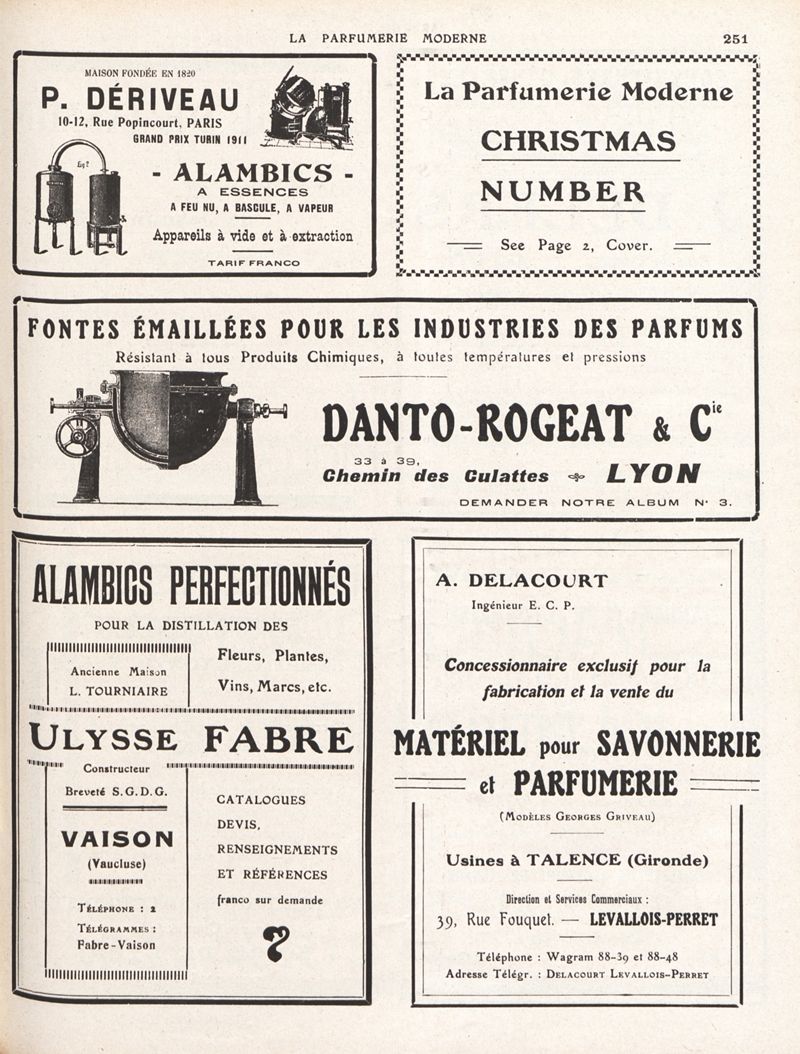 LA PARFUMERIE MODERNE 251
MAISON FONDÉE EN 1820
P. DÉRIVEAU
10-12, Rue Popincourt, PARIS
GRAND PRIX TURIN 1911
- ALAMBICS -
A ESSENCES
A FEU NU, A BASCULE, A VAPEUR
Appareils à vide et à extraction
TARIF FRANCO
La Parfumerie Moderne
CHRISTMAS
NUMBER
See Page 2, Cover.
FONTES ÉMAILLÉES POUR LES INDUSTRIES DES PARFUMS
Résistant à tous Produits Chimiques, à toutes températures et pressions
DANTO-ROGEAT & Cie
33 à 39,
Chemin des Culattes LYON
DEMANDER NOTRE ALBUM N° 3.
ALAMBICS PERFECTIONNÉS
POUR LA DISTILLATION DES
Ancienne Maison
L. TOURNIAIRE
Fleurs, Plantes,
Vins, Marcs, etc.
ULYSSE FABRE
Constructeur
Breveté S.G.D.G.
VAISON
(Vaucluse)
TÉLÉPHONE : 2
TÉLÉGRAMMES :
Fabre-Vaison
CATALOGUES
DEVIS,
RENSEIGNEMENTS
ET RÉFÉRENCES
franco sur demande
A. DELACOURT
Ingénieur E. C. P.
Concessionnaire exclusif pour la
fabrication et la vente du
MATÉRIEL pour SAVONNERIE
et PARFUMERIE
(MODÈLES GEORGES GRIVEAU)
Usines à TALENCE (Gironde)
Direction et Services Commerciaux :
39, Rue Fouquet. — LEVALLOIS-PERRET
Téléphone : Wagram 88-39 et 88-48
Adresse Télégr. : DELACOURT LEVALLOIS-PERRET